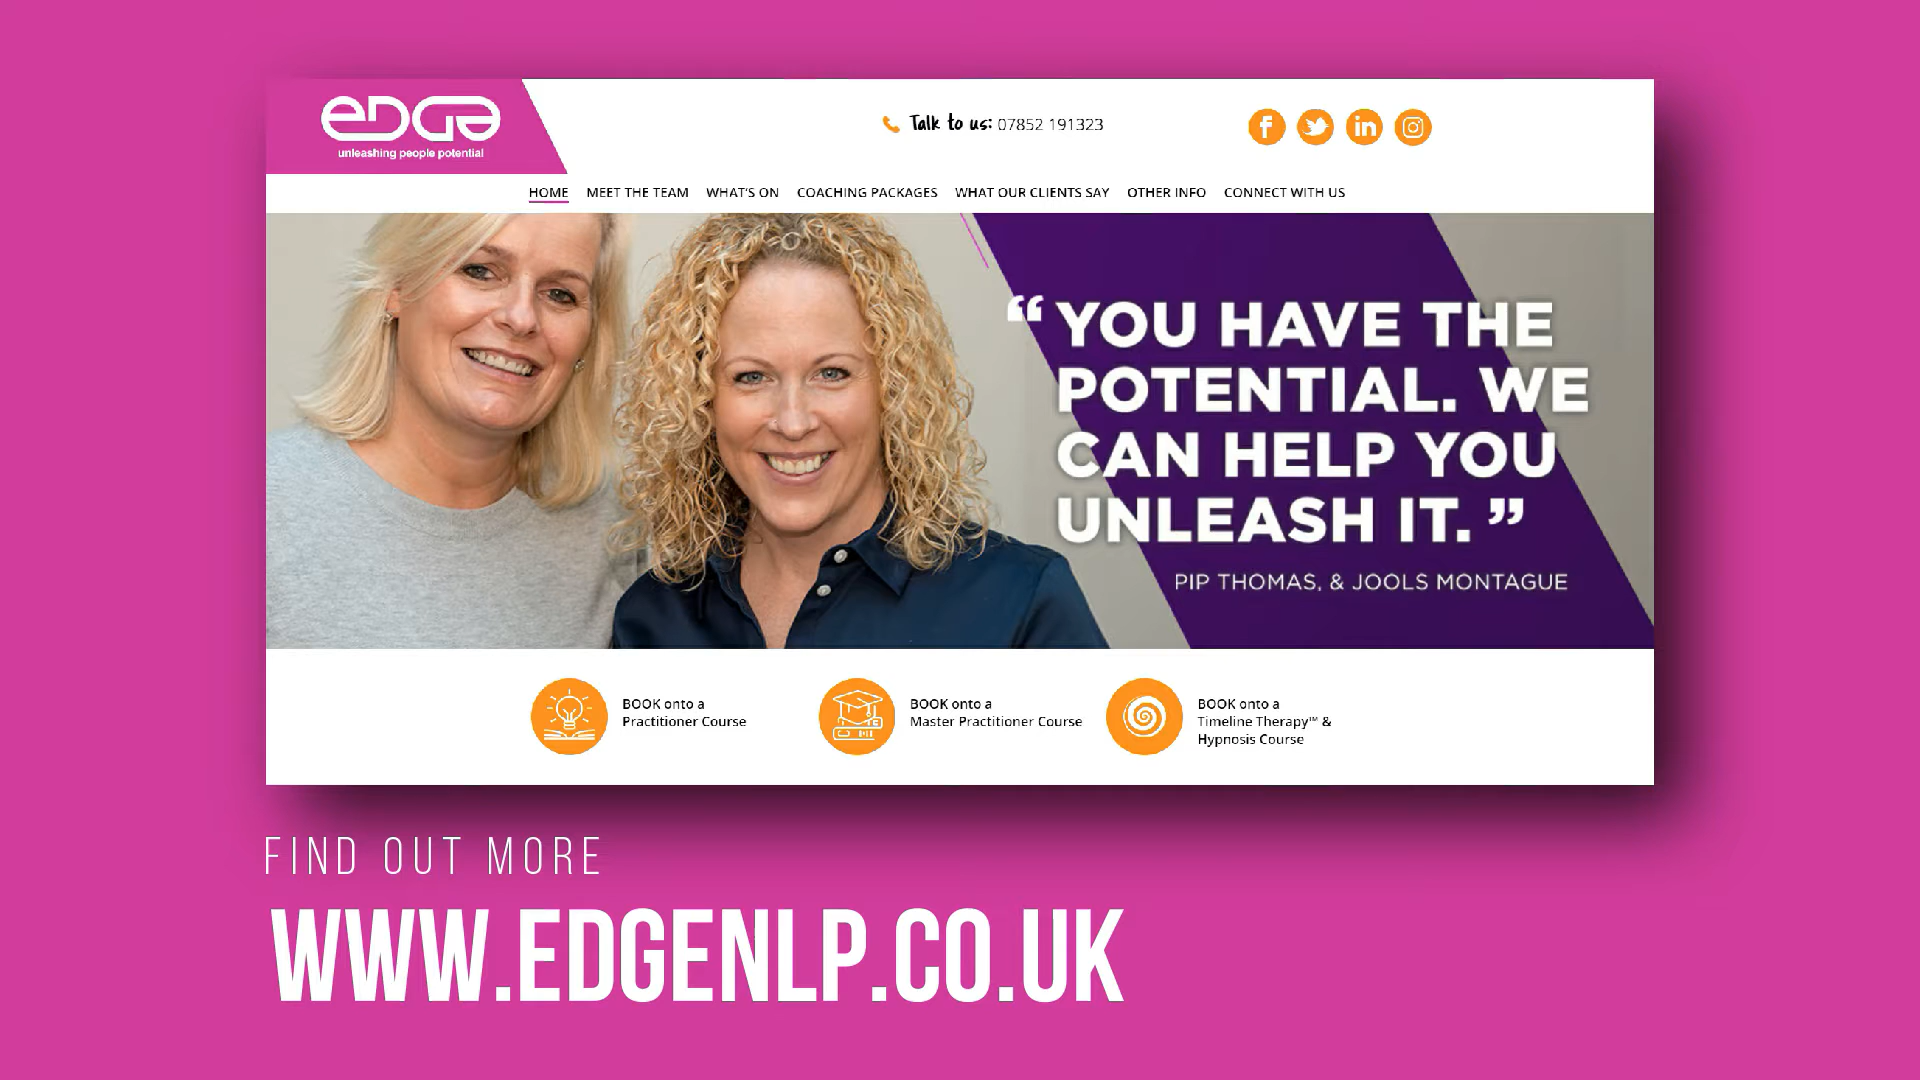 eDGe
unleashing people potential
Talk to us: 07852 191323
HOME MEET THE TEAM WHAT'S ON COACHING PACKAGES WHAT OUR CLIENTS SAY OTHER INFO CONNECT WITH US
“YOU HAVE THE
POTENTIAL. WE
CAN HELP YOU
UNLEASH IT.”
PIP THOMAS, & JOOLS MONTAGUE
BOOK onto a
Practitioner Course
BOOK onto a
Master Practitioner Course
BOOK onto a
Timeline Therapy™ &
Hypnosis Course
FIND OUT MORE
WWW.EDGENLP.CO.UK